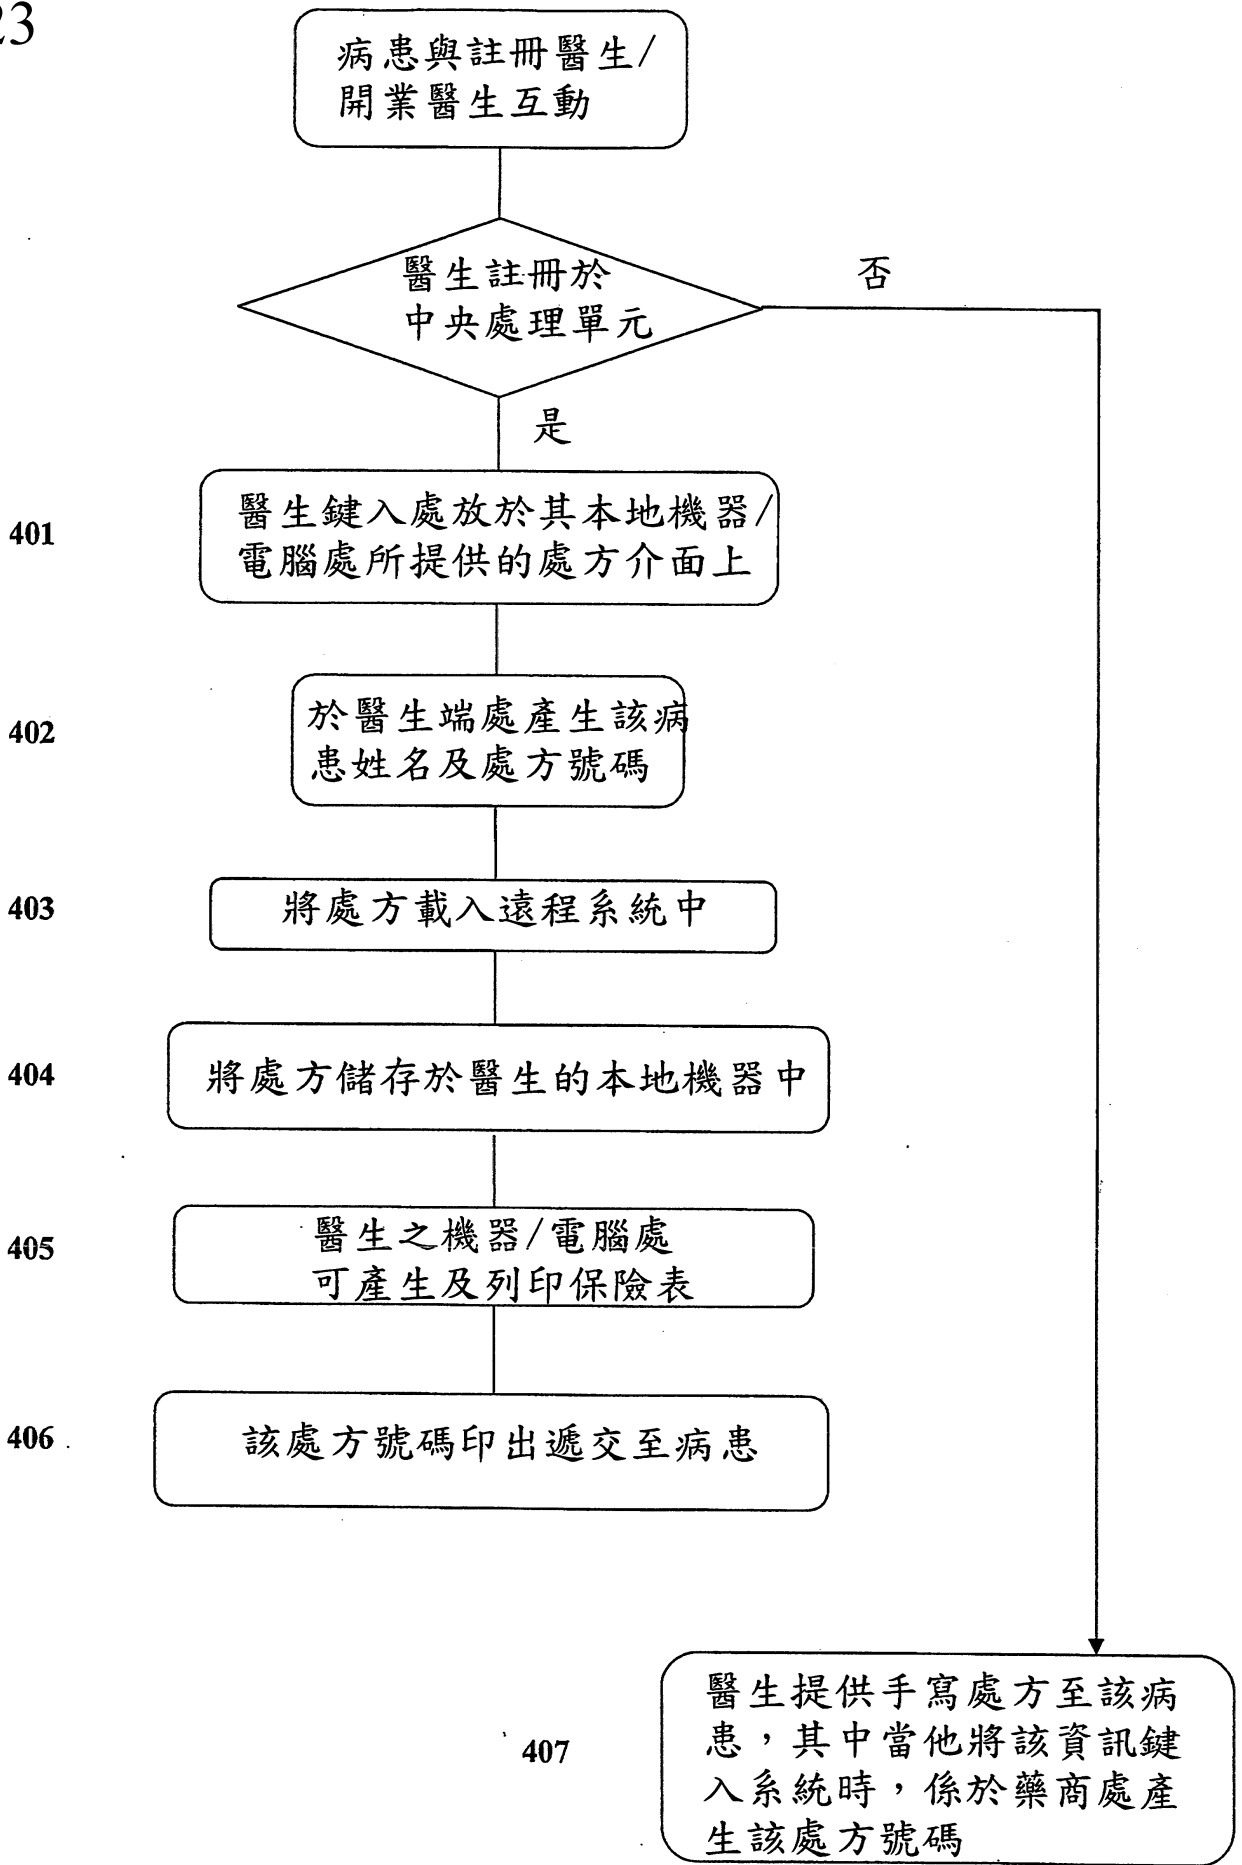 23
病患與註冊醫生/
開業醫生互動
醫生註冊於
中央處理單元
否
是
401
醫生鍵入處放於其本地機器/
電腦處所提供的處方介面上
402
於醫生端處產生該病
患姓名及處方號碼
403
將處方載入遠程系統中
404
將處方儲存於醫生的本地機器中
405
醫生之機器/電腦處
可產生及列印保險表
406
該處方號碼印出遞交至病患
407
醫生提供手寫處方至該病
患，其中當他將該資訊鍵
入系統時，係於藥商處產
生該處方號碼